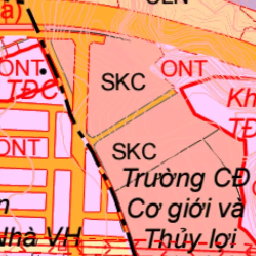 ONT
TĐC
SKC
ONT
Kh
TĐ
ONT
SKC
Trường CĐ
Cơ giới và
Thủy lợi
Nhà VH